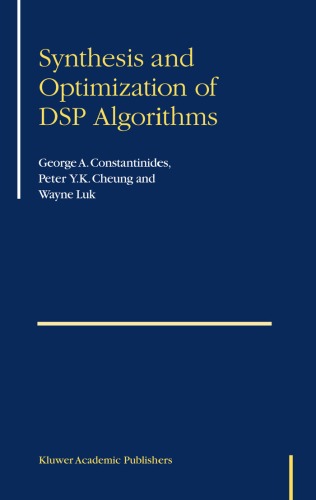 Synthesis and
Optimization of
DSP Algorithms
George A. Constantinides,
Peter Y.K. Cheung and
Wayne Luk
Kluwer Academic Publishers